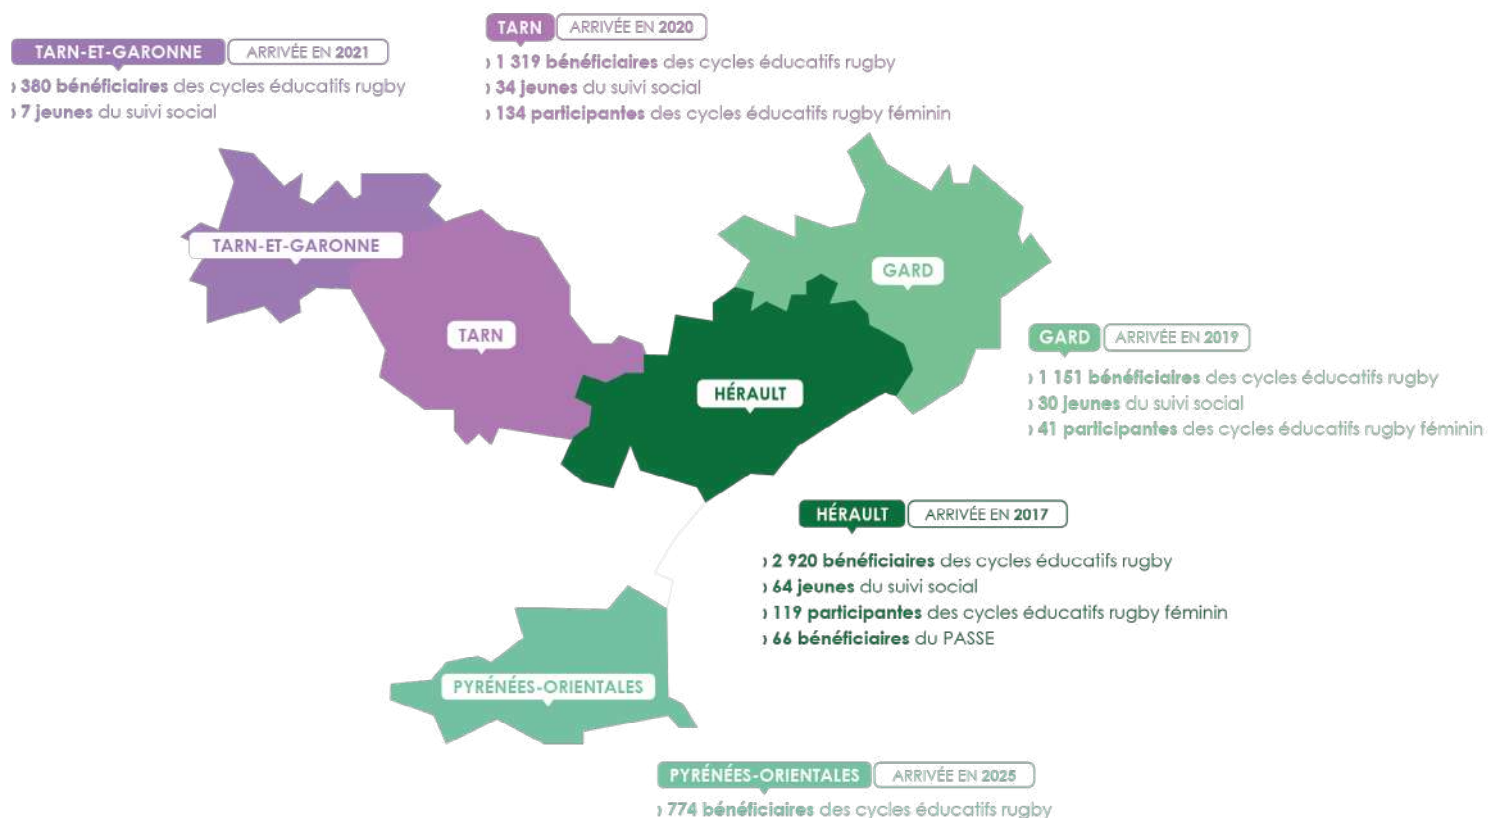 TARN-ET-GARONNE ARRIVÉE EN 2021
› 380 bénéficiaires des cycles éducatifs rugby
› 7 jeunes du suivi social
TARN ARRIVÉE EN 2020
› 1 319 bénéficiaires des cycles éducatifs rugby
› 34 jeunes du suivi social
› 134 participantes des cycles éducatifs rugby féminin
TARN-ET-GARONNE
TARN
GARD
HÉRAULT
GARD ARRIVÉE EN 2019
› 1 151 bénéficiaires des cycles éducatifs rugby
› 30 jeunes du suivi social
› 41 participantes des cycles éducatifs rugby féminin
HÉRAULT ARRIVÉE EN 2017
› 2 920 bénéficiaires des cycles éducatifs rugby
› 64 jeunes du suivi social
› 119 participantes des cycles éducatifs rugby féminin
› 66 bénéficiaires du PASSE
PYRÉNÉES-ORIENTALES
PYRÉNÉES-ORIENTALES ARRIVÉE EN 2025
› 774 bénéficiaires des cycles éducatifs rugby